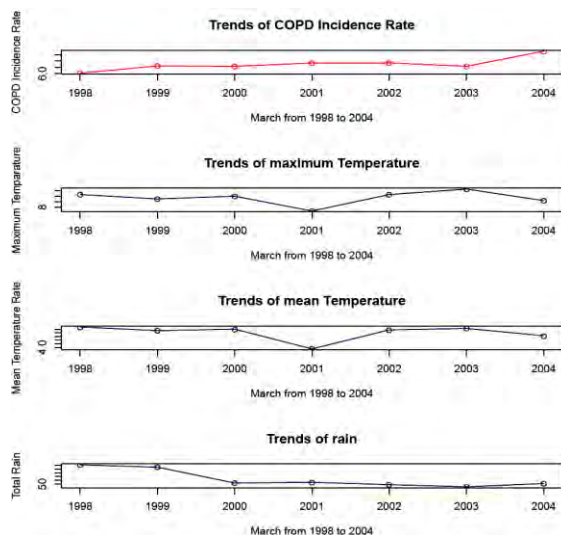 Trends of COPD Incidence Rate
COPD Incidence Rate
6.0
1998 1999 2000 2001 2002 2003 2004
March from 1998 to 2004
Trends of maximum Temperature
Maximum Temparature
8
1998 1999 2000 2001 2002 2003 2004
March from 1998 to 2004
Trends of mean Temperature
Mean Temperature Rate
4.0
1998 1999 2000 2001 2002 2003 2004
March from 1998 to 2004
Trends of rain
Total Rain
50
1998 1999 2000 2001 2002 2003 2004
March from 1998 to 2004